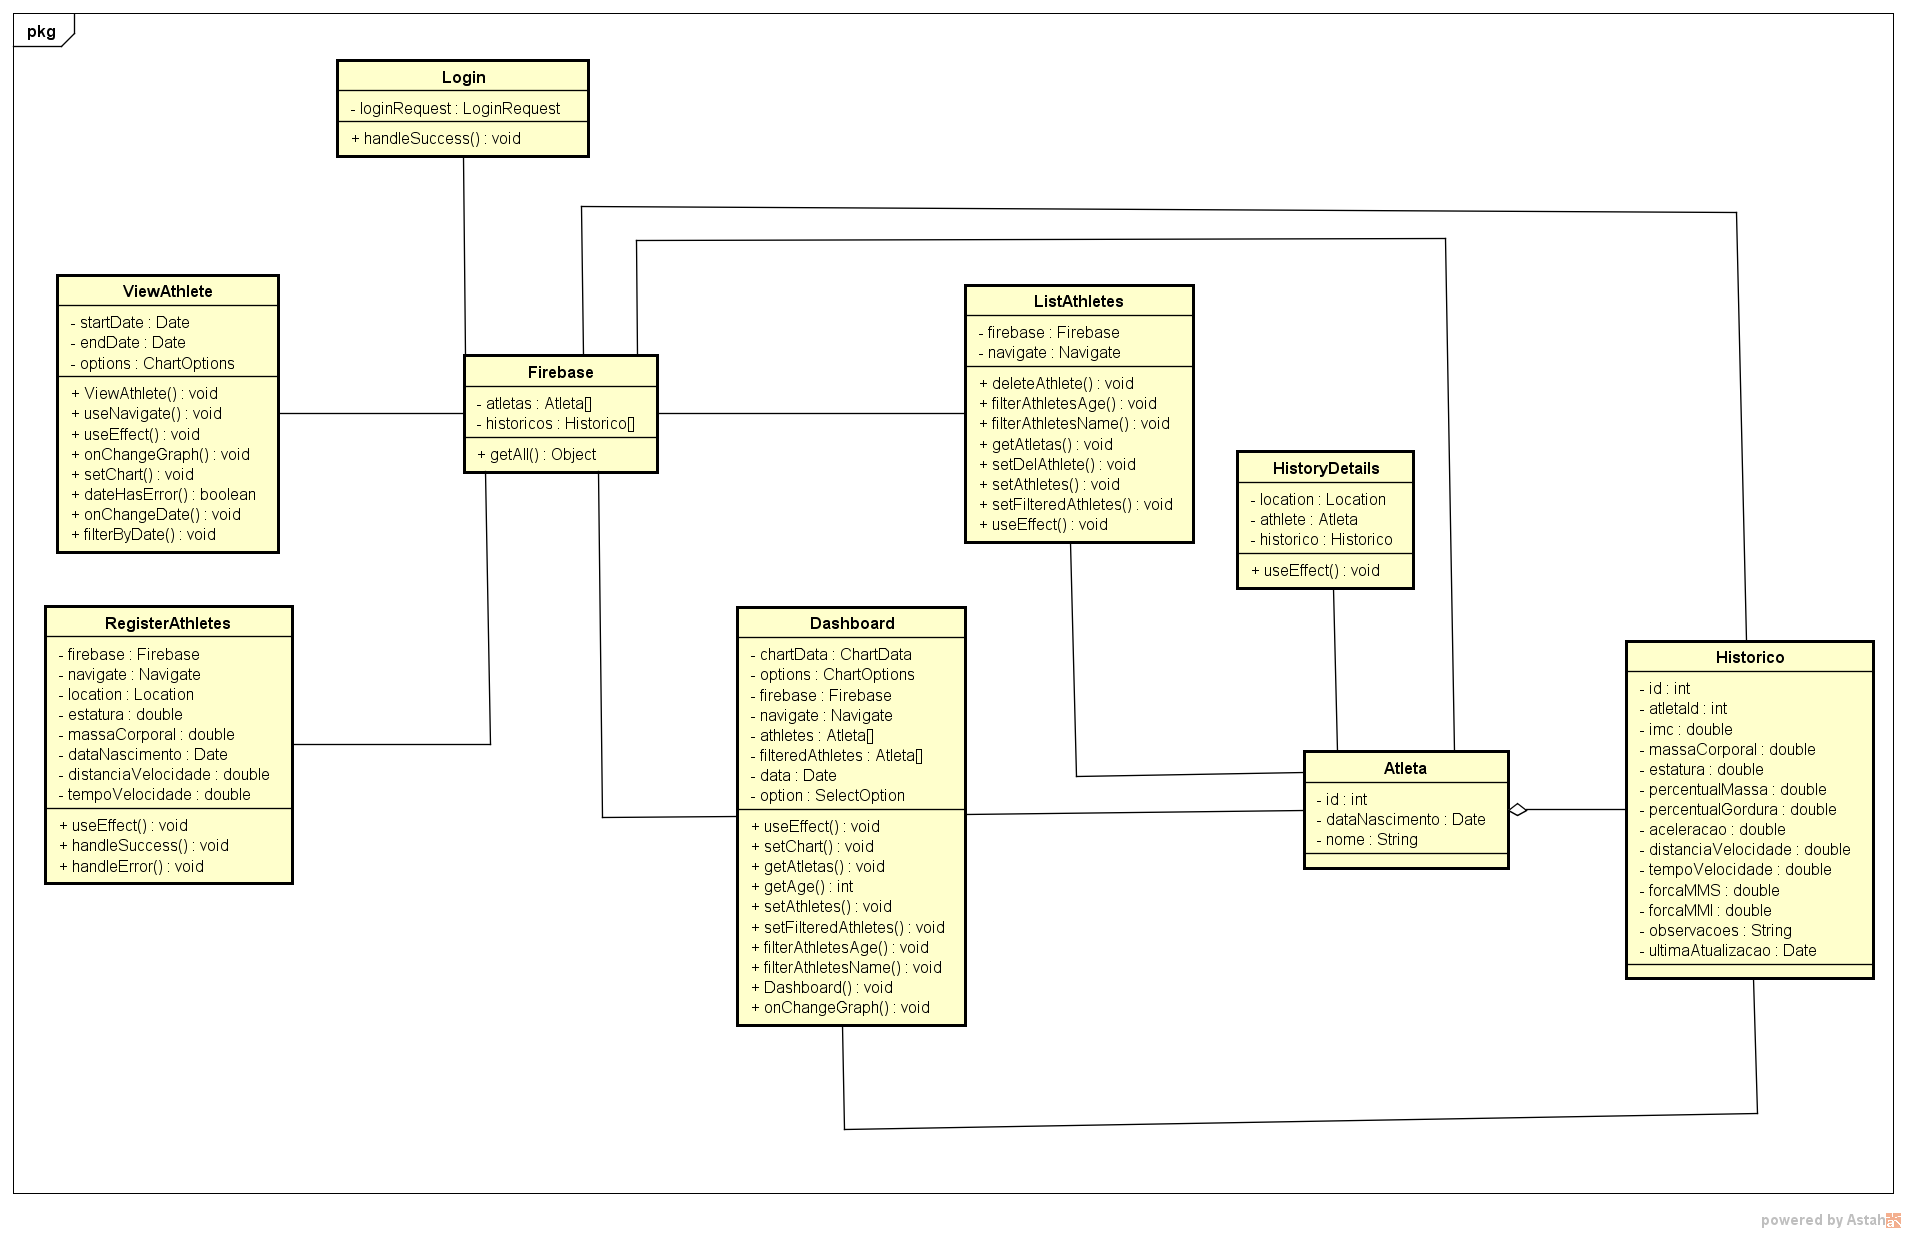 pkg
Login
- loginRequest : LoginRequest
+ handleSuccess() : void
ViewAthlete
- startDate : Date
- endDate : Date
- options : ChartOptions
+ ViewAthlete() : void
+ useNavigate() : void
+ useEffect() : void
+ onChangeGraph() : void
+ setChart() : void
+ dateHasError() : boolean
+ onChangeDate() : void
+ filterByDate() : void
Firebase
- atletas : Atleta[]
- historicos : Historico[]
+ getAll() : Object
ListAthletes
- firebase : Firebase
- navigate : Navigate
+ deleteAthlete() : void
+ filterAthletesAge() : void
+ filterAthletesName() : void
+ getAtletas() : void
+ setDelAthlete() : void
+ setAthletes() : void
+ setFilteredAthletes() : void
+ useEffect() : void
HistoryDetails
- location : Location
- athlete : Atleta
- historico : Historico
+ useEffect() : void
RegisterAthletes
- firebase : Firebase
- navigate : Navigate
- location : Location
- estatura : double
- massaCorporal : double
- dataNascimento : Date
- distanciaVelocidade : double
- tempoVelocidade : double
+ useEffect() : void
+ handleSuccess() : void
+ handleError() : void
Dashboard
- chartData : ChartData
- options : ChartOptions
- firebase : Firebase
- navigate : Navigate
- athletes : Atleta[]
- filteredAthletes : Atleta[]
- data : Date
- option : SelectOption
+ useEffect() : void
+ setChart() : void
+ getAtletas() : void
+ getAge() : int
+ setAthletes() : void
+ setFilteredAthletes() : void
+ filterAthletesAge() : void
+ filterAthletesName() : void
+ Dashboard() : void
+ onChangeGraph() : void
Atleta
- id : int
- dataNascimento : Date
- nome : String
Historico
- id : int
- atletaId : int
- imc : double
- massaCorporal : double
- estatura : double
- percentualMassa : double
- percentualGordura : double
- aceleracao : double
- distanciaVelocidade : double
- tempoVelocidade : double
- forcaMMS : double
- forcaMMI : double
- observacoes : String
- ultimaAtualizacao : Date
powered by Astah